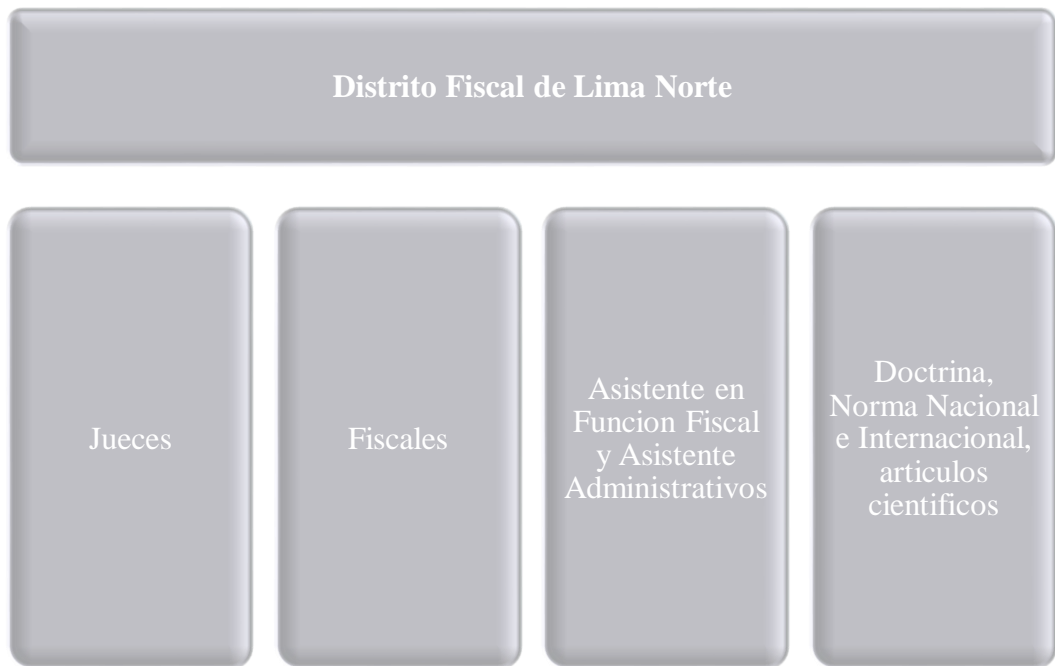 Distrito Fiscal de Lima Norte
Jueces
Fiscales
Asistente en
Funcion Fiscal
y Asistente
Administrativos
Doctrina,
Norma Nacional
e Internacional,
articulos
cientificos